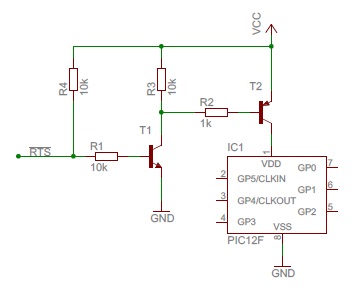 VCC
R4
10k
R3
10k
T2
R2
1k
T1
RTS
R1
10k
IC1
1
VDD
GP0
7
2
GP5/CLKIN
GP1
6
3
GP4/CLKOUT
GP2
5
4
GP3
VSS
8
PIC12F
GND
GND